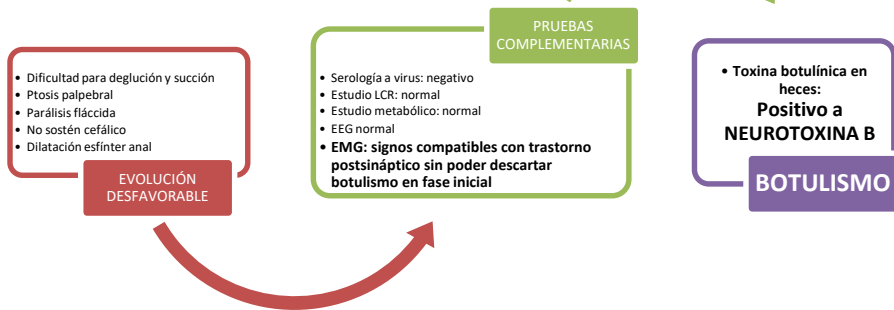 • Dificultad para deglución y succión
• Ptosis palpebral
• Parálisis fláccida
• No sostén cefálico
• Dilatación esfínter anal
EVOLUCIÓN
DESFAVORABLE
PRUEBAS
COMPLEMENTARIAS
• Serología a virus: negativo
• Estudio LCR: normal
• Estudio metabólico: normal
• EEG normal
• EMG: signos compatibles con trastorno
postsináptico sin poder descartar
botulismo en fase inicial
• Toxina botulínica en
heces:
Positivo a
NEUROTOXINA B
BOTULISMO